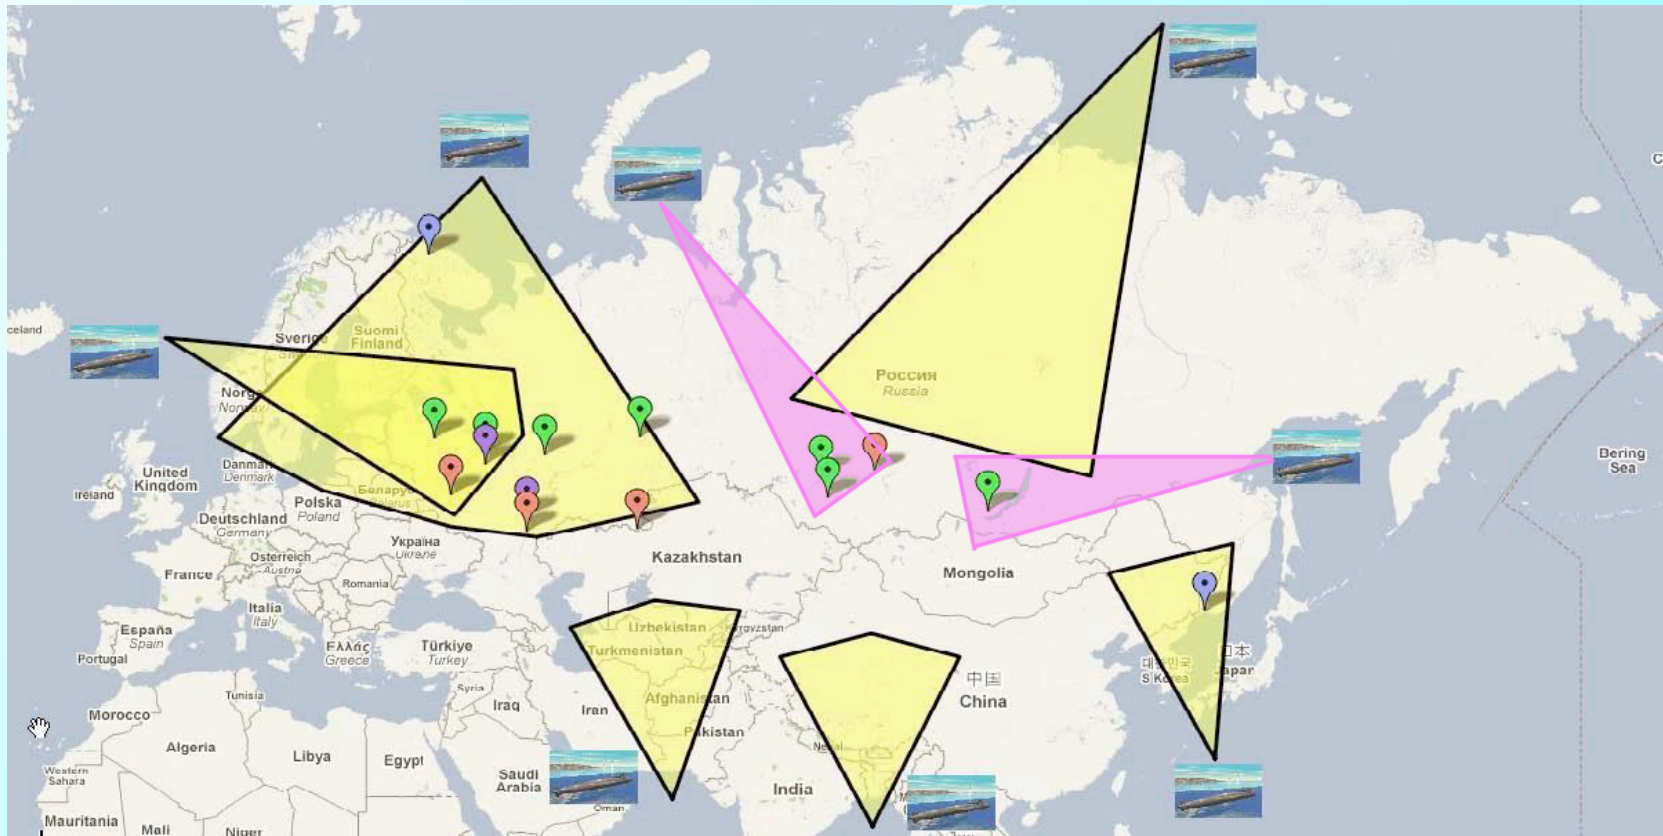 celand
Sverige
Suomi
Finland
Norge
Norway
Россия
Russia
United
Kingdom
Ireland
Danmark
Denmark
Polska
Poland
Беларусь
Belarus
Deutschland
Germany
Україна
Ukraine
Österreich
Austria
France
Romania
Italia
Italy
España
Spain
Portugal
Ελλάς
Greece
Türkiye
Turkey
Kazakhstan
Mongolia
Bering
Sea
C
Uzbekistan
Kyrgyzstan
Turkmenistan
Afghanistan
Pakistan
Nepal
India
中国
China
대한민국
S Korea
日本
Japan
Tunisia
Morocco
Algeria
Libya
Egypt
Syria
Iraq
Iran
Saudi
Arabia
Oman
Western
Sahara
Mauritania
Mali
Niger